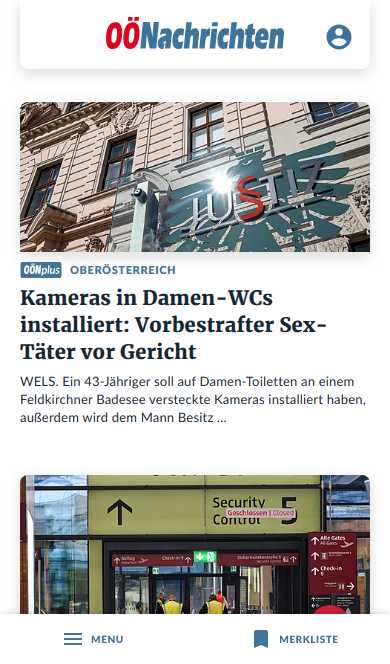 OÖNachrichten
JUSTIZ
OÖNplus OBERÖSTERREICH
Kameras in Damen-WCs
installiert: Vorbestrafter Sex-
Täter vor Gericht
WELS. Ein 43-Jähriger soll auf Damen-Toiletten an einem
Feldkirchner Badesee versteckte Kameras installiert haben,
außerdem wird dem Mann Besitz ...
Security
Control 5
Geschlossen | Closed
Alle Gates
All Gates
Check-in
MENU
MERKLISTE